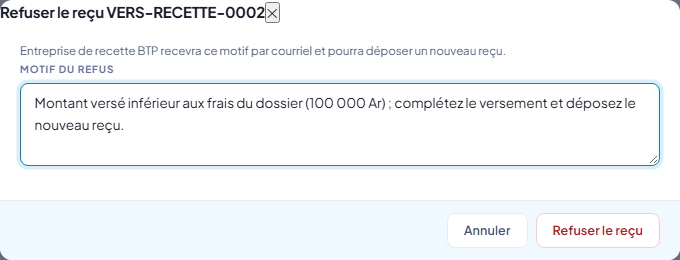 Refuser le reçu VERS-RECETTE-0002
Entreprise de recette BTP recevra ce motif par courriel et pourra déposer un nouveau reçu.
MOTIF DU REFUS
Montant versé inférieur aux frais du dossier (100 000 Ar) ; complétez le versement et déposez le
nouveau reçu.
Annuler
Refuser le reçu